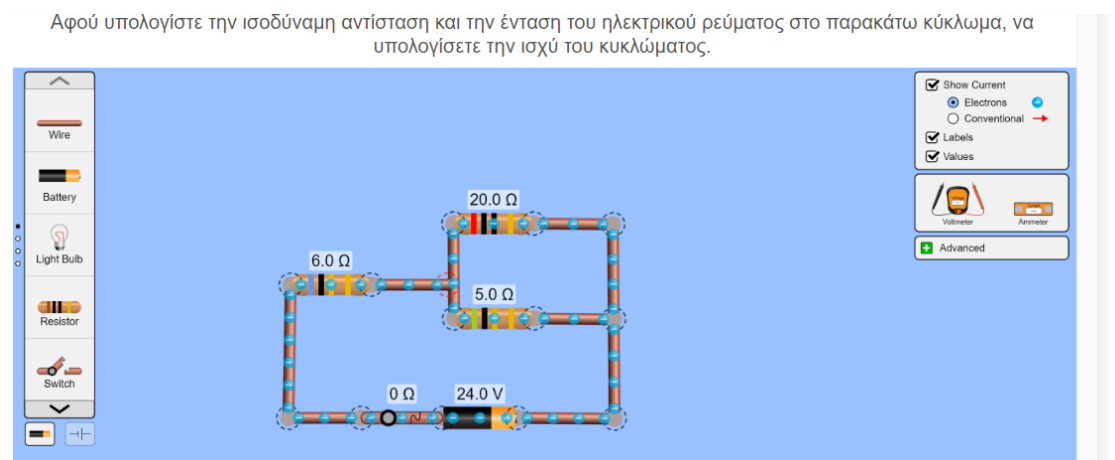 Αφού υπολογίστε την ισοδύναμη αντίσταση και την ένταση του ηλεκτρικού ρεύματος στο παρακάτω κύκλωμα, να
υπολογίσετε την ισχύ του κυκλώματος.
Wire
Battery
Light Bulb
Resistor
Switch
20.0 Ω
6.0 Ω
5.0 Ω
0 Ω
24.0 V
Show Current
Electrons
Conventional
Labels
Values
Voltmeter
Ammeter
Advanced